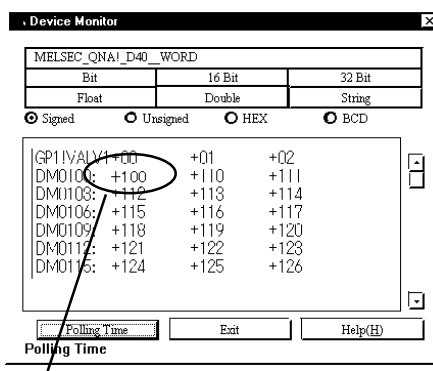 Device Monitor
MELSEC_QNA!_D40__WORD
Bit 16 Bit 32 Bit
Float Double String
Signed Unsigned HEX BCD
GP1!VALV1 +00 +01 +02
DM0100: +100 +110 +111
DM0103: +112 +113 +114
DM0106: +115 +116 +117
DM0109: +118 +119 +120
DM0112: +121 +122 +123
DM0115: +124 +125 +126
Polling Time Exit Help(H)
Polling Time